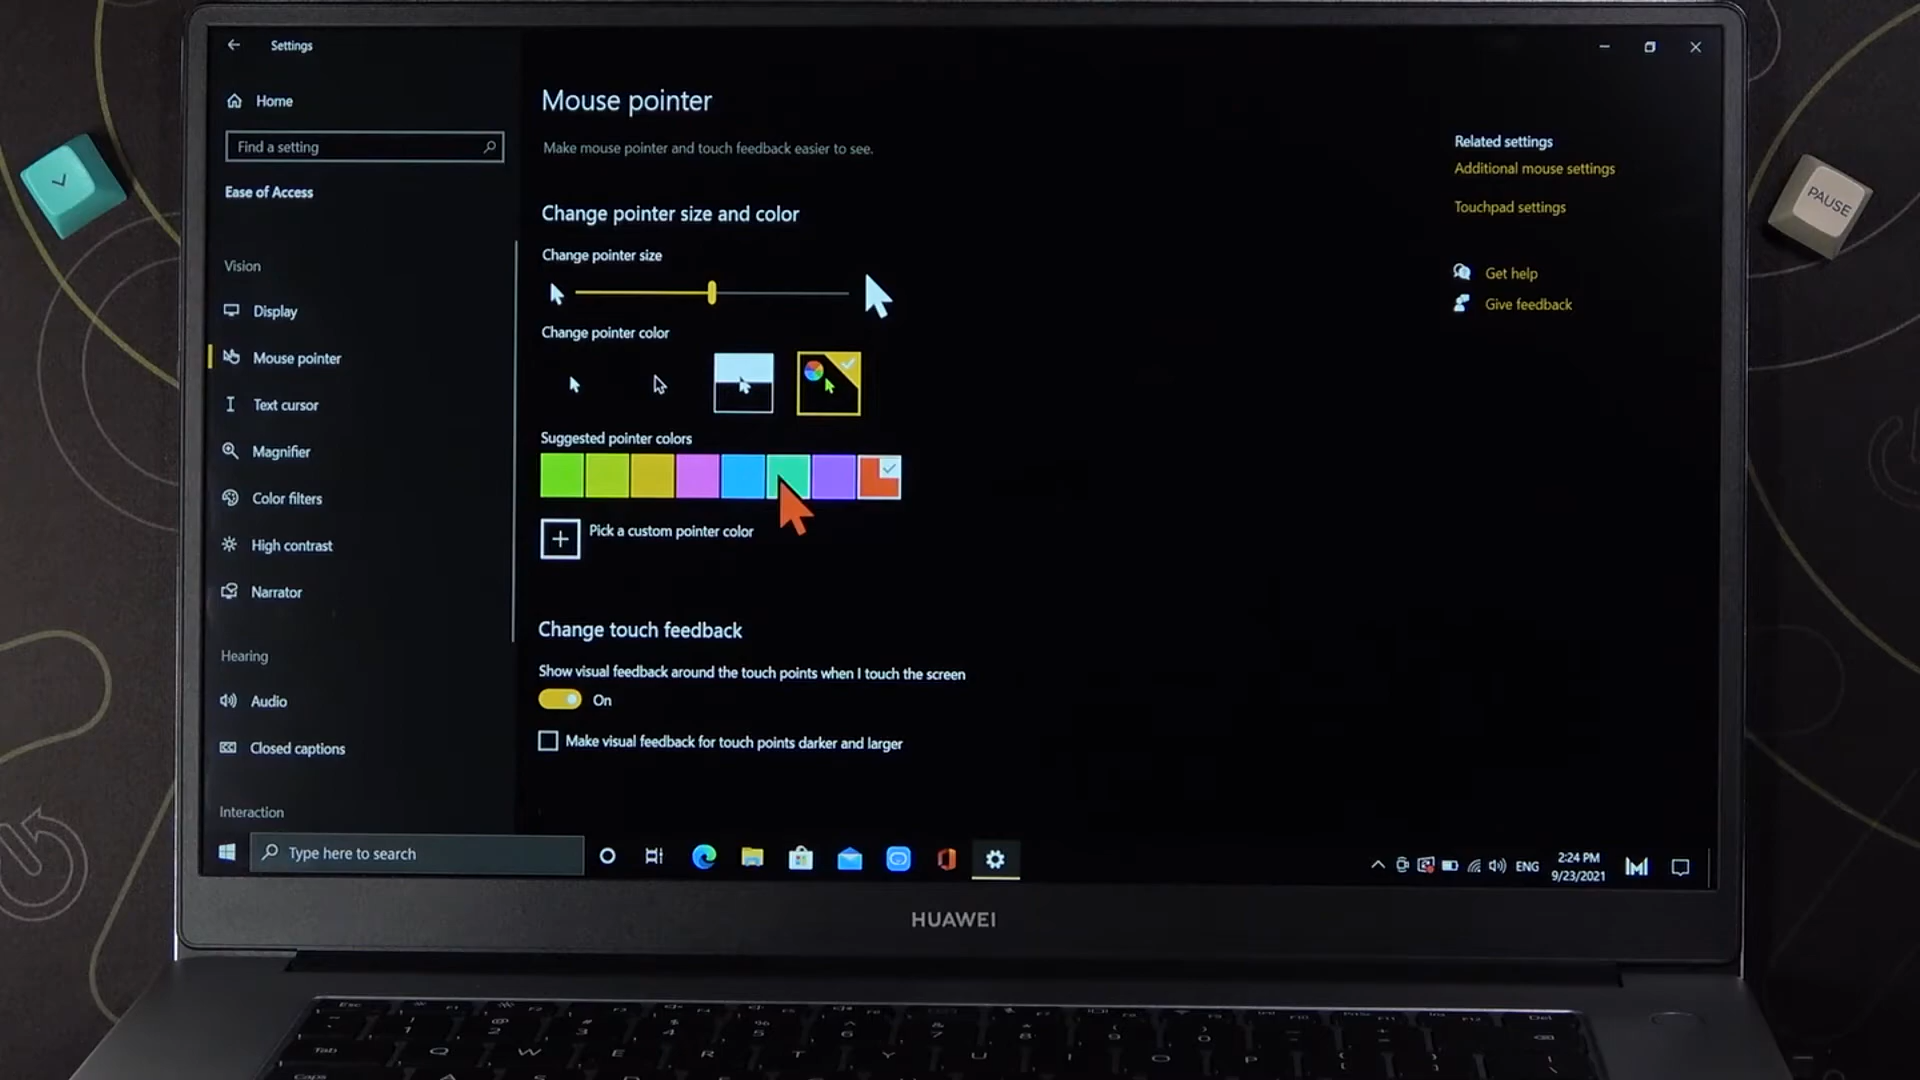 Settings
Home
Find a setting
Ease of Access
Vision
Display
Mouse pointer
Text cursor
Magnifier
Color filters
High contrast
Narrator
Hearing
Audio
Closed captions
Interaction
Mouse pointer
Make mouse pointer and touch feedback easier to see.
Change pointer size and color
Change pointer size
Change pointer color
Suggested pointer colors
Pick a custom pointer color
Change touch feedback
Show visual feedback around the touch points when I touch the screen
On
Make visual feedback for touch points darker and larger
Related settings
Additional mouse settings
Touchpad settings
Get help
Give feedback
PAUSE
Type here to search
ENG
2:24 PM
9/23/2021
HUAWEI
Esc
Tab Q W E R T Y U I O P